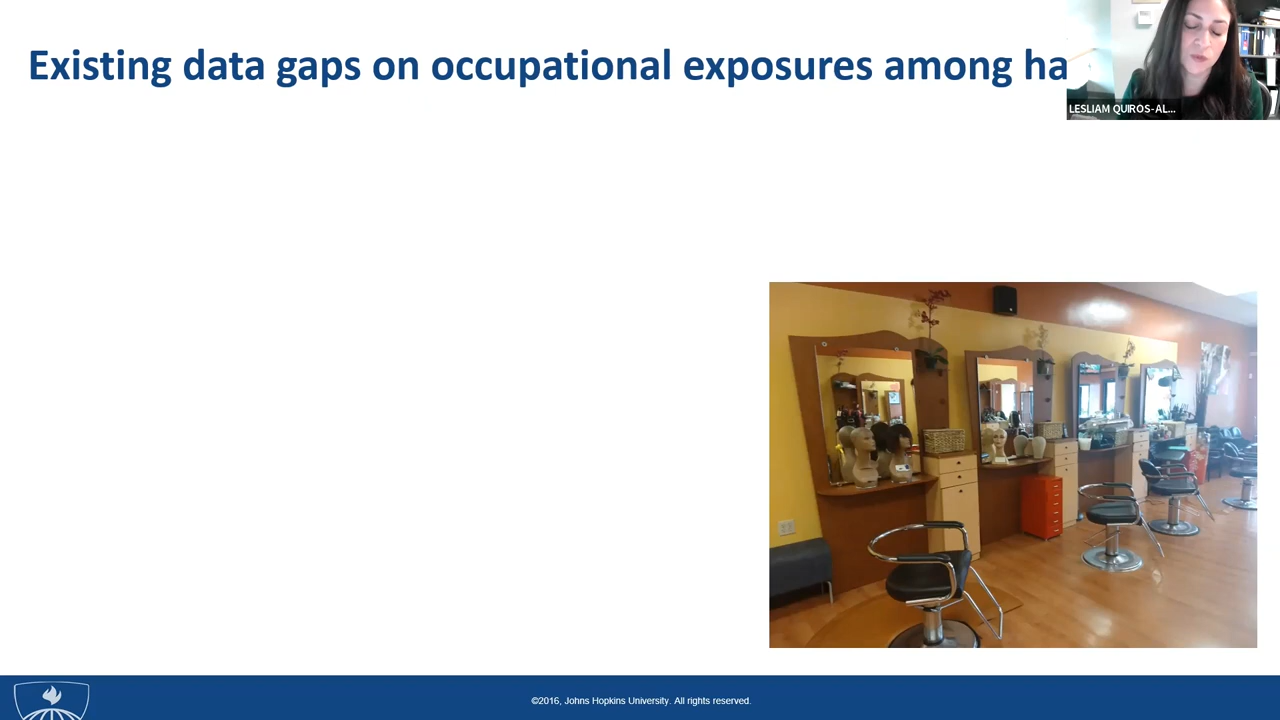 Existing data gaps on occupational exposures among ha
LESLIAM QUIROS-AL...
©2016, Johns Hopkins University. All rights reserved.